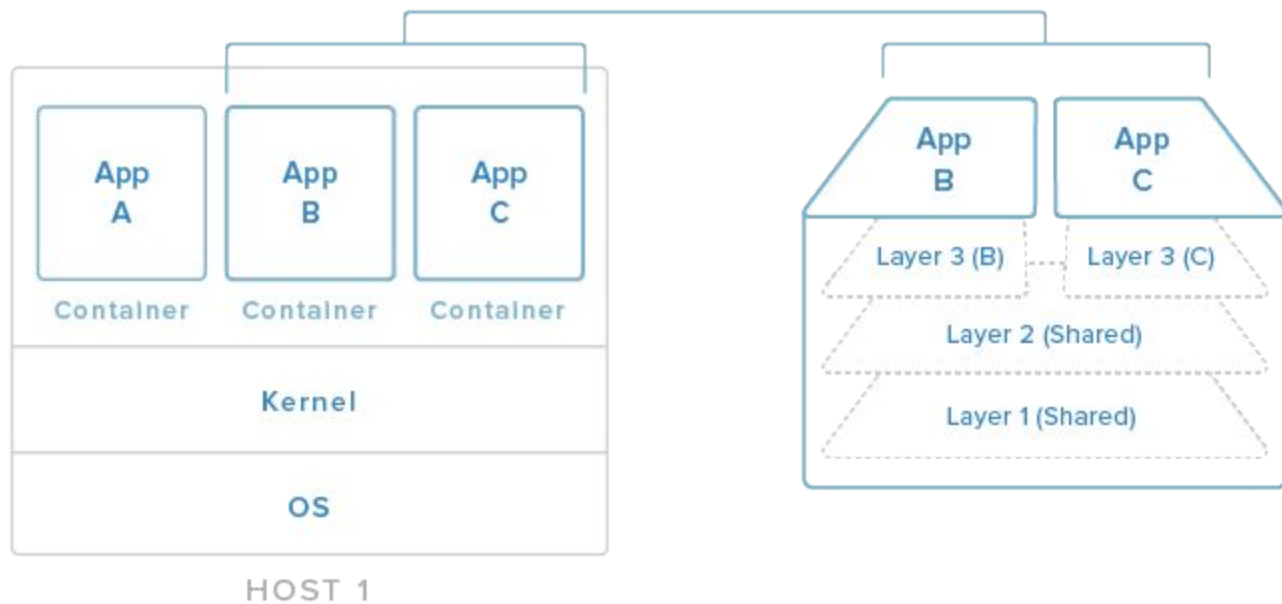 App
A
App
B
App
C
Container
Container
Container
Kernel
OS
HOST 1
App
B
App
C
Layer 3 (B)
Layer 3 (C)
Layer 2 (Shared)
Layer 1 (Shared)